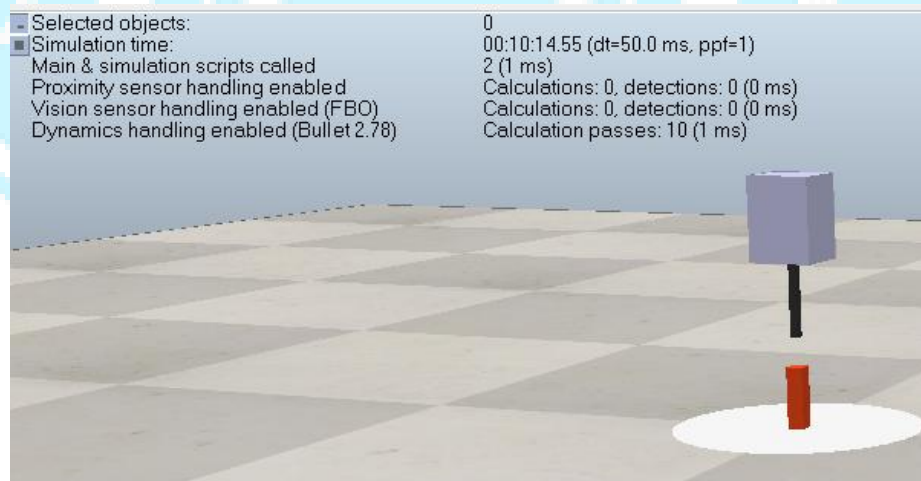 Selected objects: 0
Simulation time: 00:10:14.55 (dt=50.0 ms, ppf=1)
Main & simulation scripts called 2 (1 ms)
Proximity sensor handling enabled Calculations: 0, detections: 0 (0 ms)
Vision sensor handling enabled (FBO) Calculations: 0, detections: 0 (0 ms)
Dynamics handling enabled (Bullet 2.78) Calculation passes: 10 (1 ms)